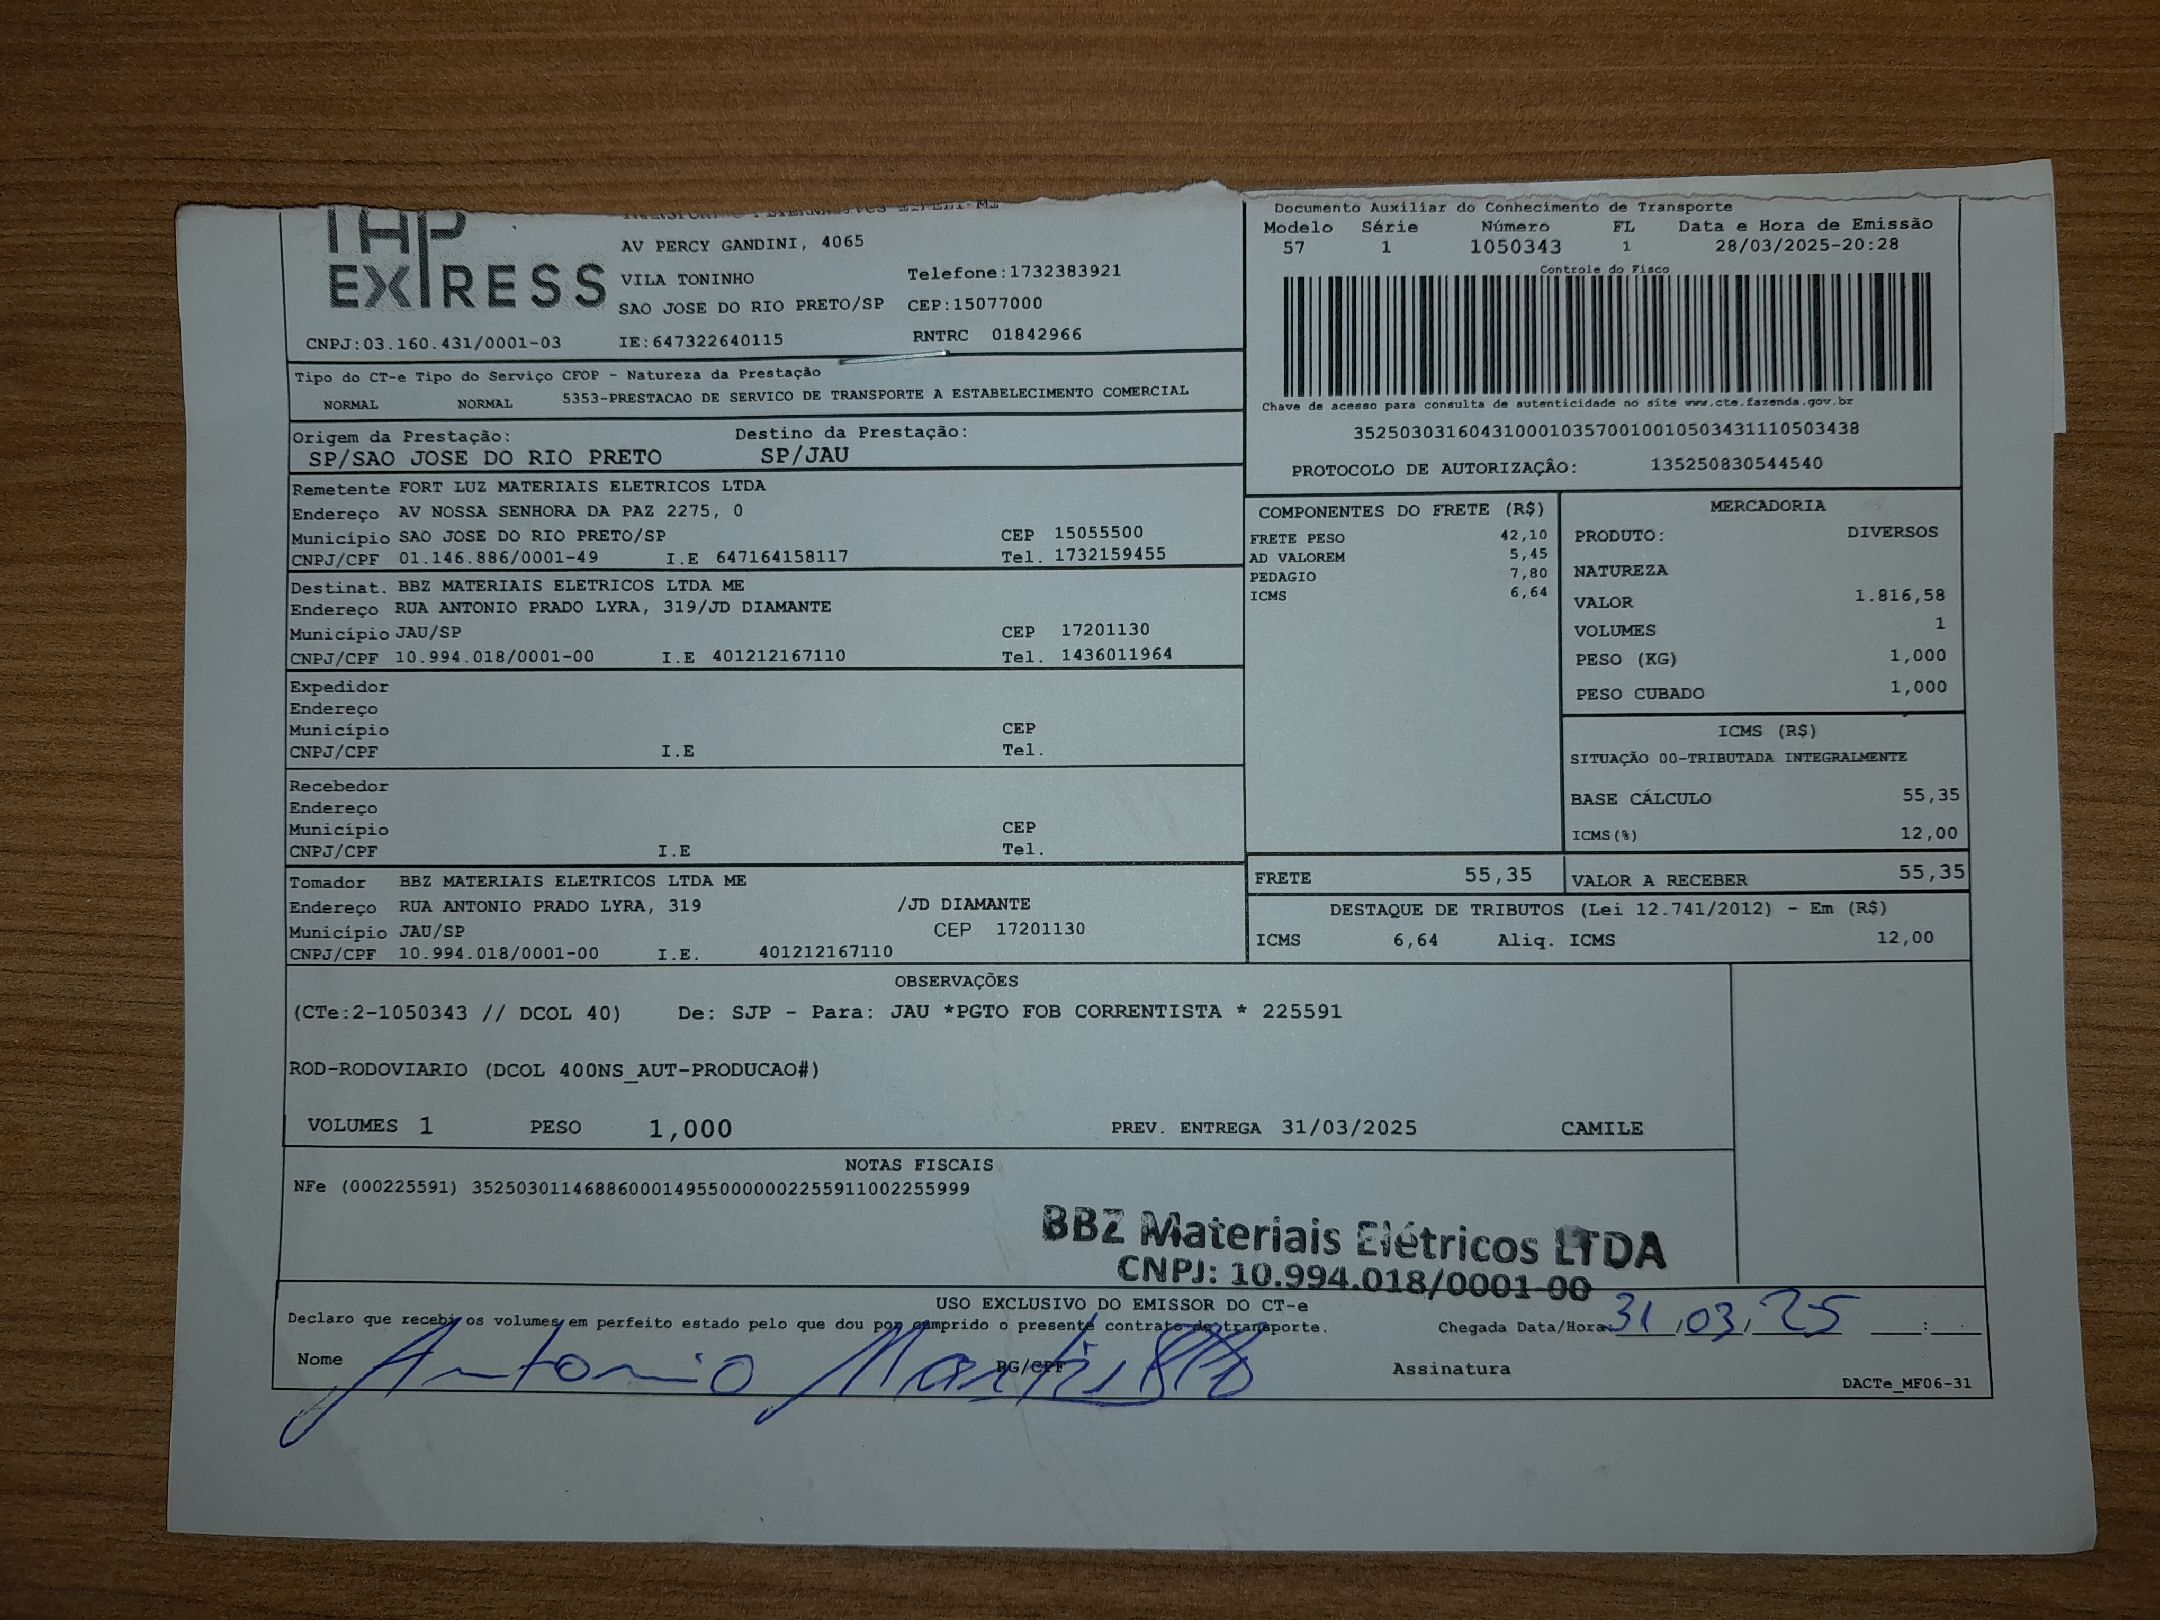 TAP
EXPRESS
AV PERCY GANDINI, 4065
VILA TONINHO Telefone:1732383921
SAO JOSE DO RIO PRETO/SP CEP:15077000
CNPJ:03.160.431/0001-03 IE:647322640115 RNTRC 01842966
Documento Auxiliar do Conhecimento de Transporte
Modelo Série Número FL Data e Hora de Emissão
57 1 1050343 1 28/03/2025-20:28
Controle do Fisco
Chave de acesso para consulta de autenticidade no site www.cte.fazenda.gov.br
35250303160431000103570010010503431110503438
PROTOCOLO DE AUTORIZAÇÂO: 135250830544540
Tipo do CT-e Tipo do Serviço CFOP - Natureza da Prestação
NORMAL NORMAL 5353-PRESTACAO DE SERVICO DE TRANSPORTE A ESTABELECIMENTO COMERCIAL
Origem da Prestação: Destino da Prestação:
SP/SAO JOSE DO RIO PRETO SP/JAU
Remetente FORT LUZ MATERIAIS ELETRICOS LTDA
Endereço AV NOSSA SENHORA DA PAZ 2275, 0
Município SAO JOSE DO RIO PRETO/SP CEP 15055500
CNPJ/CPF 01.146.886/0001-49 I.E 647164158117 Tel. 1732159455
Destinat. BBZ MATERIAIS ELETRICOS LTDA ME
Endereço RUA ANTONIO PRADO LYRA, 319/JD DIAMANTE
Município JAU/SP CEP 17201130
CNPJ/CPF 10.994.018/0001-00 I.E 401212167110 Tel. 1436011964
Expedidor
Endereço
Município CEP
CNPJ/CPF I.E Tel.
Recebedor
Endereço
Município CEP
CNPJ/CPF I.E Tel.
Tomador BBZ MATERIAIS ELETRICOS LTDA ME
Endereço RUA ANTONIO PRADO LYRA, 319 /JD DIAMANTE
Município JAU/SP CEP 17201130
CNPJ/CPF 10.994.018/0001-00 I.E. 401212167110
COMPONENTES DO FRETE (R$)
FRETE PESO 42,10
AD VALOREM 5,45
PEDAGIO 7,80
ICMS 6,64
MERCADORIA
PRODUTO: DIVERSOS
NATUREZA
VALOR 1.816,58
VOLUMES 1
PESO (KG) 1,000
PESO CUBADO 1,000
ICMS (R$)
SITUAÇÃO 00-TRIBUTADA INTEGRALMENTE
BASE CÁLCULO 55,35
ICMS(%) 12,00
FRETE 55,35 VALOR A RECEBER 55,35
DESTAQUE DE TRIBUTOS (Lei 12.741/2012) - Em (R$)
ICMS 6,64 Aliq. ICMS 12,00
OBSERVAÇÕES
(CTe:2-1050343 // DCOL 40) De: SJP - Para: JAU *PGTO FOB CORRENTISTA * 225591
ROD-RODOVIARIO (DCOL 400NS_AUT-PRODUCAO#)
VOLUMES 1 PESO 1,000 PREV. ENTREGA 31/03/2025 CAMILE
NOTAS FISCAIS
NFe (000225591) 35250301146886000149550000002255911002255999
BBZ Materiais Elétricos LTDA
CNPJ: 10.994.018/0001-00
USO EXCLUSIVO DO EMISSOR DO CT-e
Declaro que recebi os volumes em perfeito estado pelo que dou por cumprido o presente contrato de transporte. Chegada Data/Hora 31/03/25 :
Nome Antonio RG/CPF Assinatura
DACTe_MF06-31